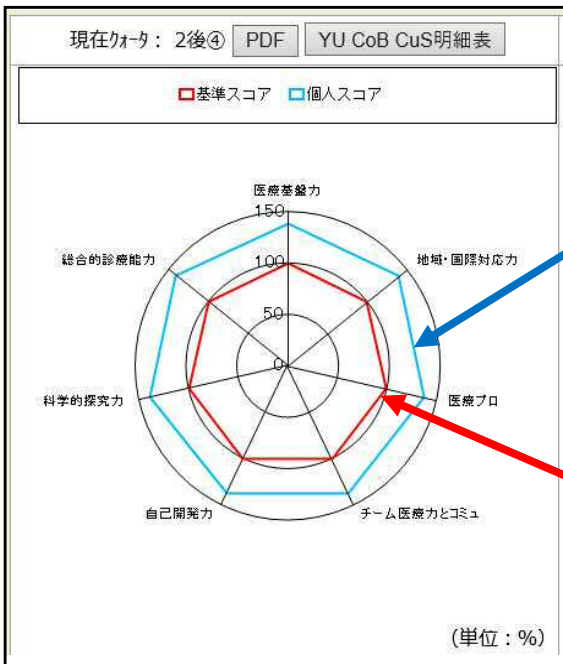 現在クォータ： 2後④ PDF YU CoB CuS明細表
基準スコア 個人スコア
医療基盤力
150
総合的診療能力 100 地域・国際対応力
50
0
科学的探究力 医療プロ
自己開発力 チーム医療力とコミュ
(単位：%)